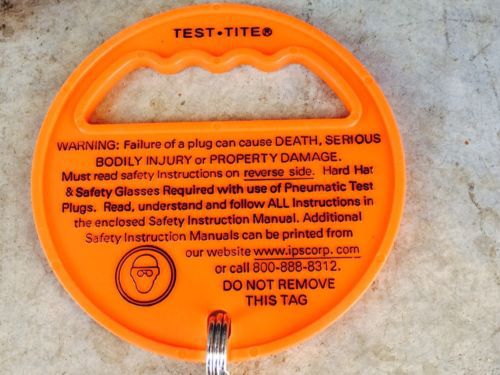 TEST•TITE®
WARNING: Failure of a plug can cause DEATH, SERIOUS
BODILY INJURY or PROPERTY DAMAGE.
Must read safety Instructions on reverse side. Hard Hat
& Safety Glasses Required with use of Pneumatic Test
Plugs. Read, understand and follow ALL Instructions in
the enclosed Safety Instruction Manual. Additional
Safety Instruction Manuals can be printed from
our website www.ipscorp.com
or call 800-888-8312.
DO NOT REMOVE
THIS TAG